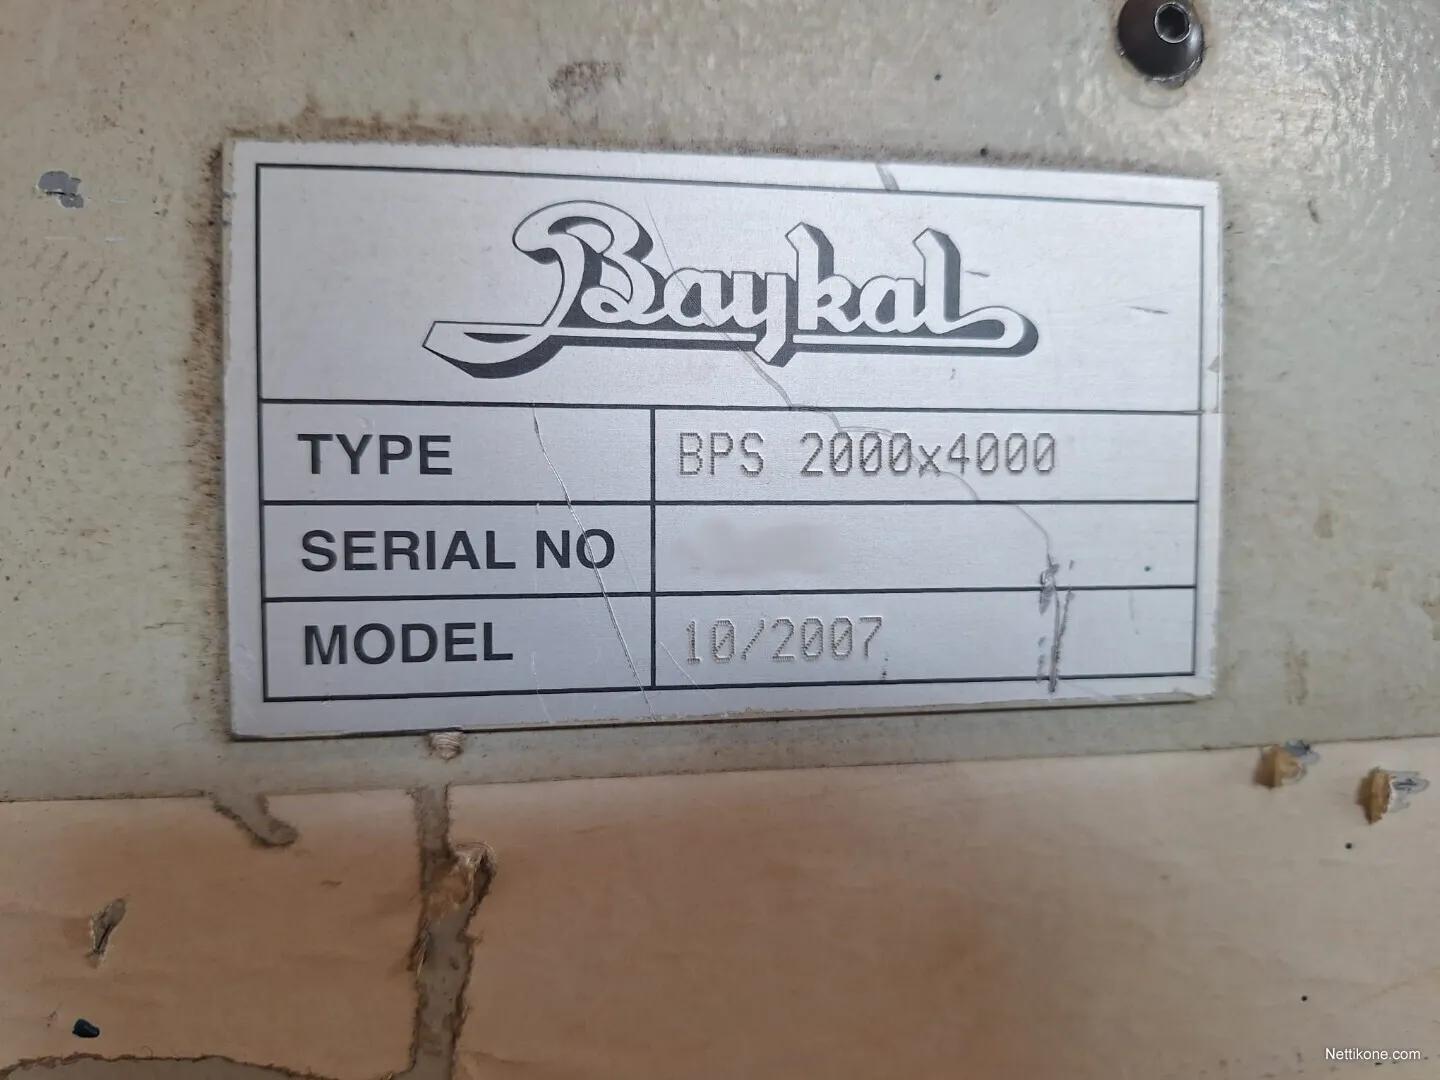 Baykal
TYPE BPS 2000x4000
SERIAL NO
MODEL 10/2007
Nettikone.com